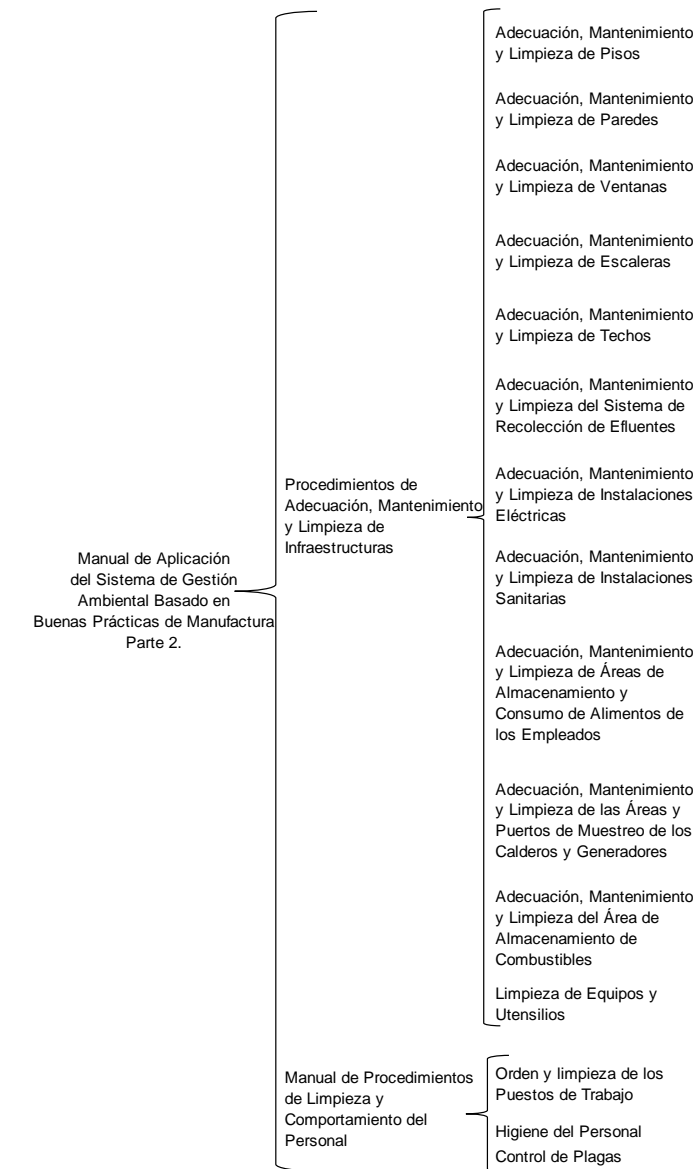 Manual de Aplicación
del Sistema de Gestión
Ambiental Basado en
Buenas Prácticas de Manufactura
Parte 2.
Procedimientos de
Adecuación, Mantenimiento
y Limpieza de
Infraestructuras
Adecuación, Mantenimiento
y Limpieza de Pisos
Adecuación, Mantenimiento
y Limpieza de Paredes
Adecuación, Mantenimiento
y Limpieza de Ventanas
Adecuación, Mantenimiento
y Limpieza de Escaleras
Adecuación, Mantenimiento
y Limpieza de Techos
Adecuación, Mantenimiento
y Limpieza del Sistema de
Recolección de Efluentes
Adecuación, Mantenimiento
y Limpieza de Instalaciones
Eléctricas
Adecuación, Mantenimiento
y Limpieza de Instalaciones
Sanitarias
Adecuación, Mantenimiento
y Limpieza de Áreas de
Almacenamiento y
Consumo de Alimentos de
los Empleados
Adecuación, Mantenimiento
y Limpieza de las Áreas y
Puertos de Muestreo de los
Calderos y Generadores
Adecuación, Mantenimiento
y Limpieza del Área de
Almacenamiento de
Combustibles
Limpieza de Equipos y
Utensilios
Manual de Procedimientos
de Limpieza y
Comportamiento del
Personal
Orden y limpieza de los
Puestos de Trabajo
Higiene del Personal
Control de Plagas